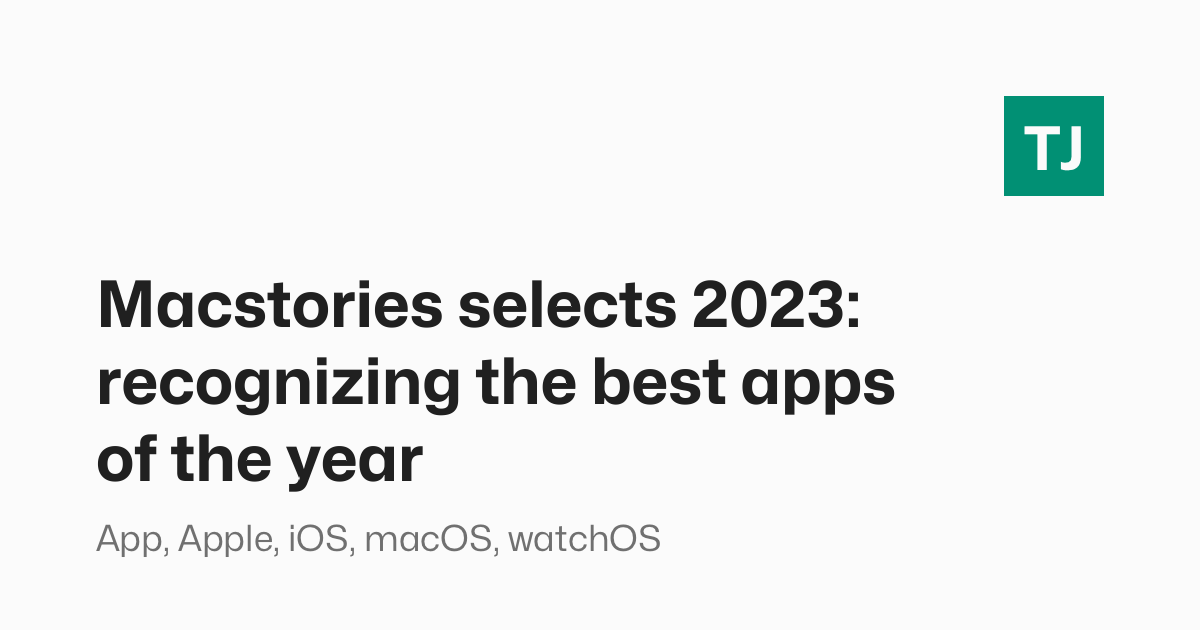 TJ
Macstories selects 2023:
recognizing the best apps
of the year
App, Apple, iOS, macOS, watchOS